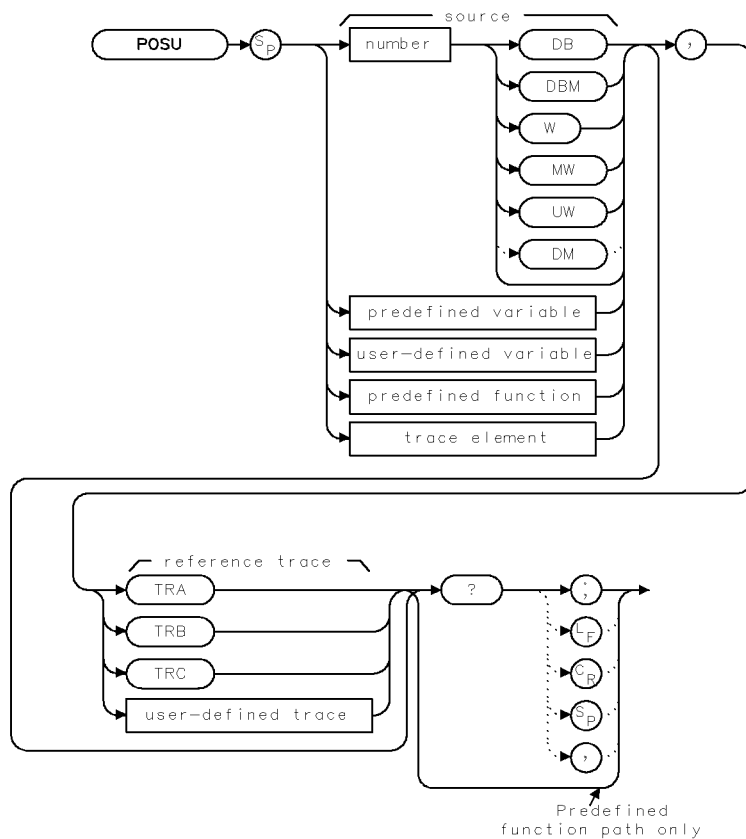 source
POSU SP number DB ,
DBM
W
MW
UW
DM
predefined variable
user-defined variable
predefined function
trace element
reference trace
TRA ? ;
TRB LF
TRC CR
user-defined trace SP
,
Predefined
function path only